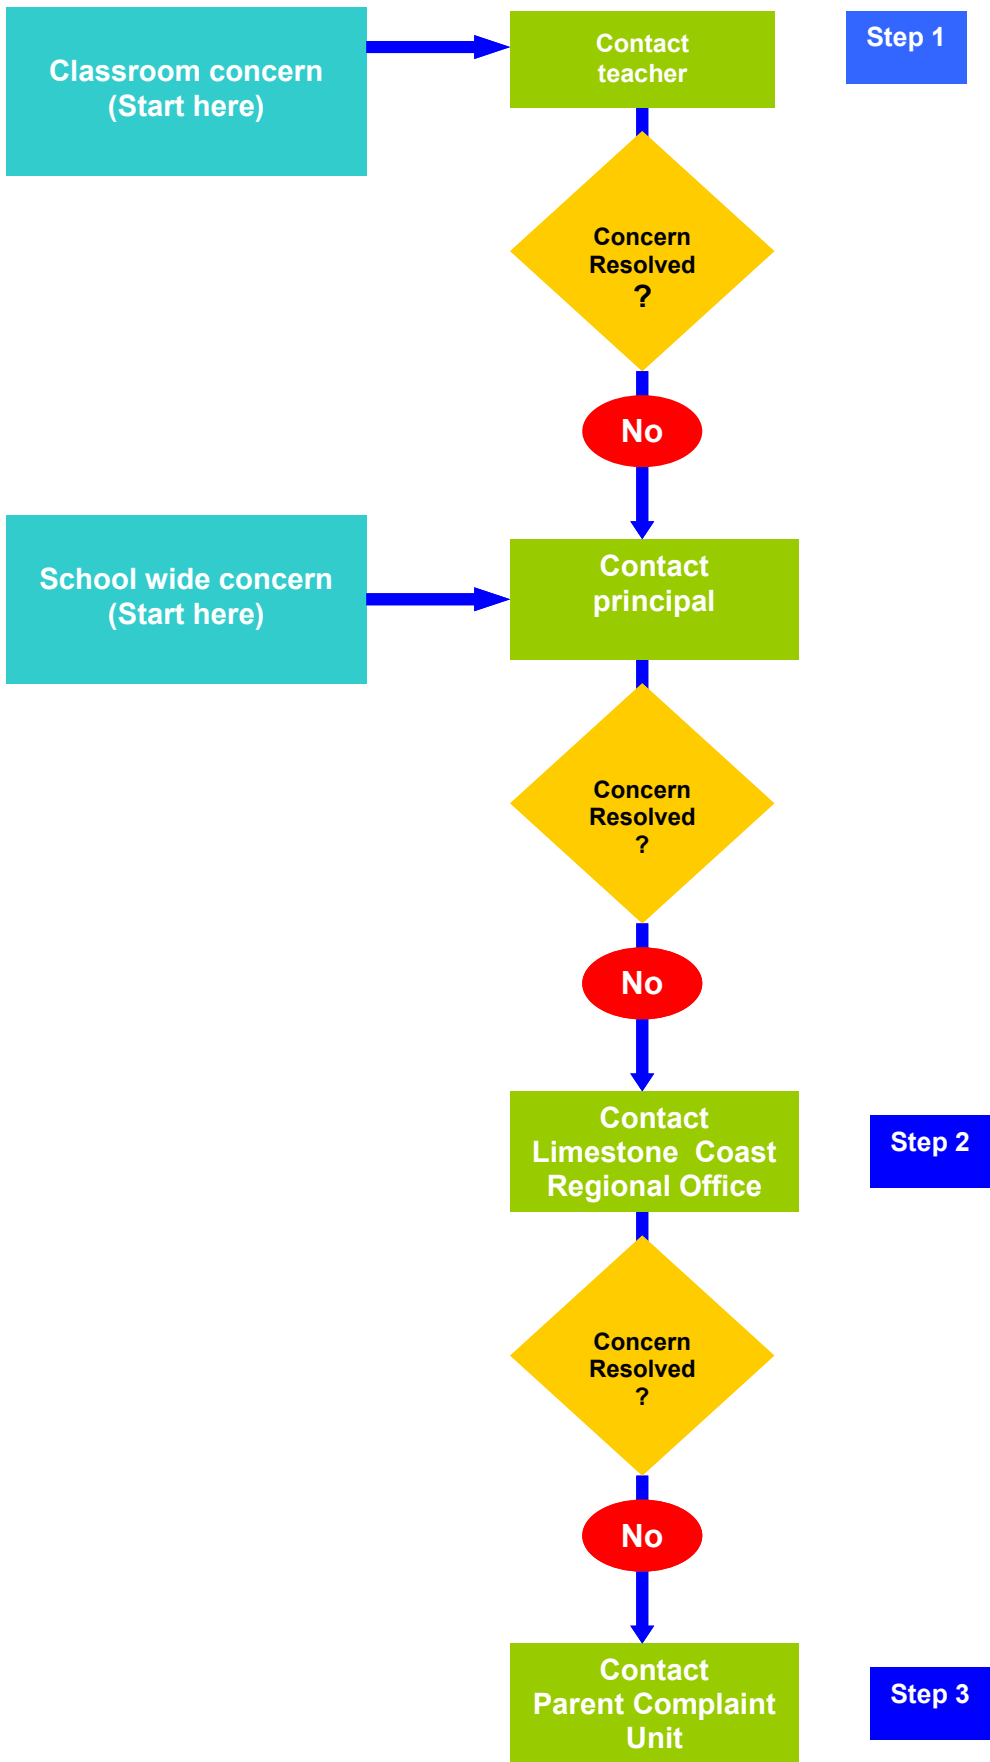 Classroom concern
(Start here)
Contact
teacher
Step 1
Concern
Resolved
?
No
School wide concern
(Start here)
Contact
principal
Concern
Resolved
?
No
Contact
Limestone Coast
Regional Office
Step 2
Concern
Resolved
?
No
Contact
Parent Complaint
Unit
Step 3